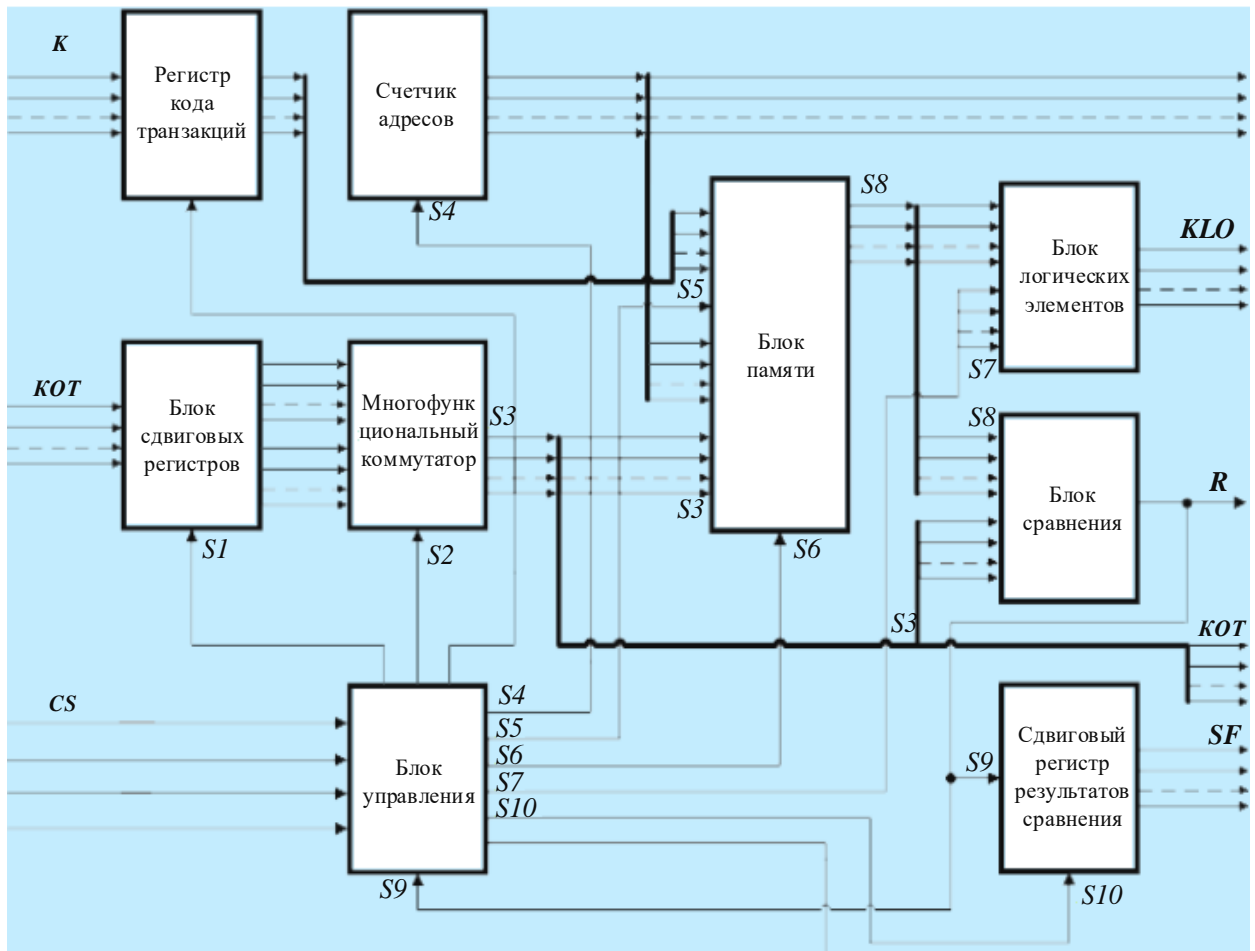 K
Регистр
кода
транзакций
Счетчик
адресов
S4
S8
KLO
Блок
логических
элементов
S5
Блок
памяти
S7
КОТ
Блок
сдвиговых
регистров
Многофунк
циональный
коммутатор
S3
S8
Блок
сравнения
R
S3
S1
S2
S6
S3
КОТ
CS
Блок
управления
S4
S5
S6
S7
S10
S9
Сдвиговый
регистр
результатов
сравнения
SF
S9
S10